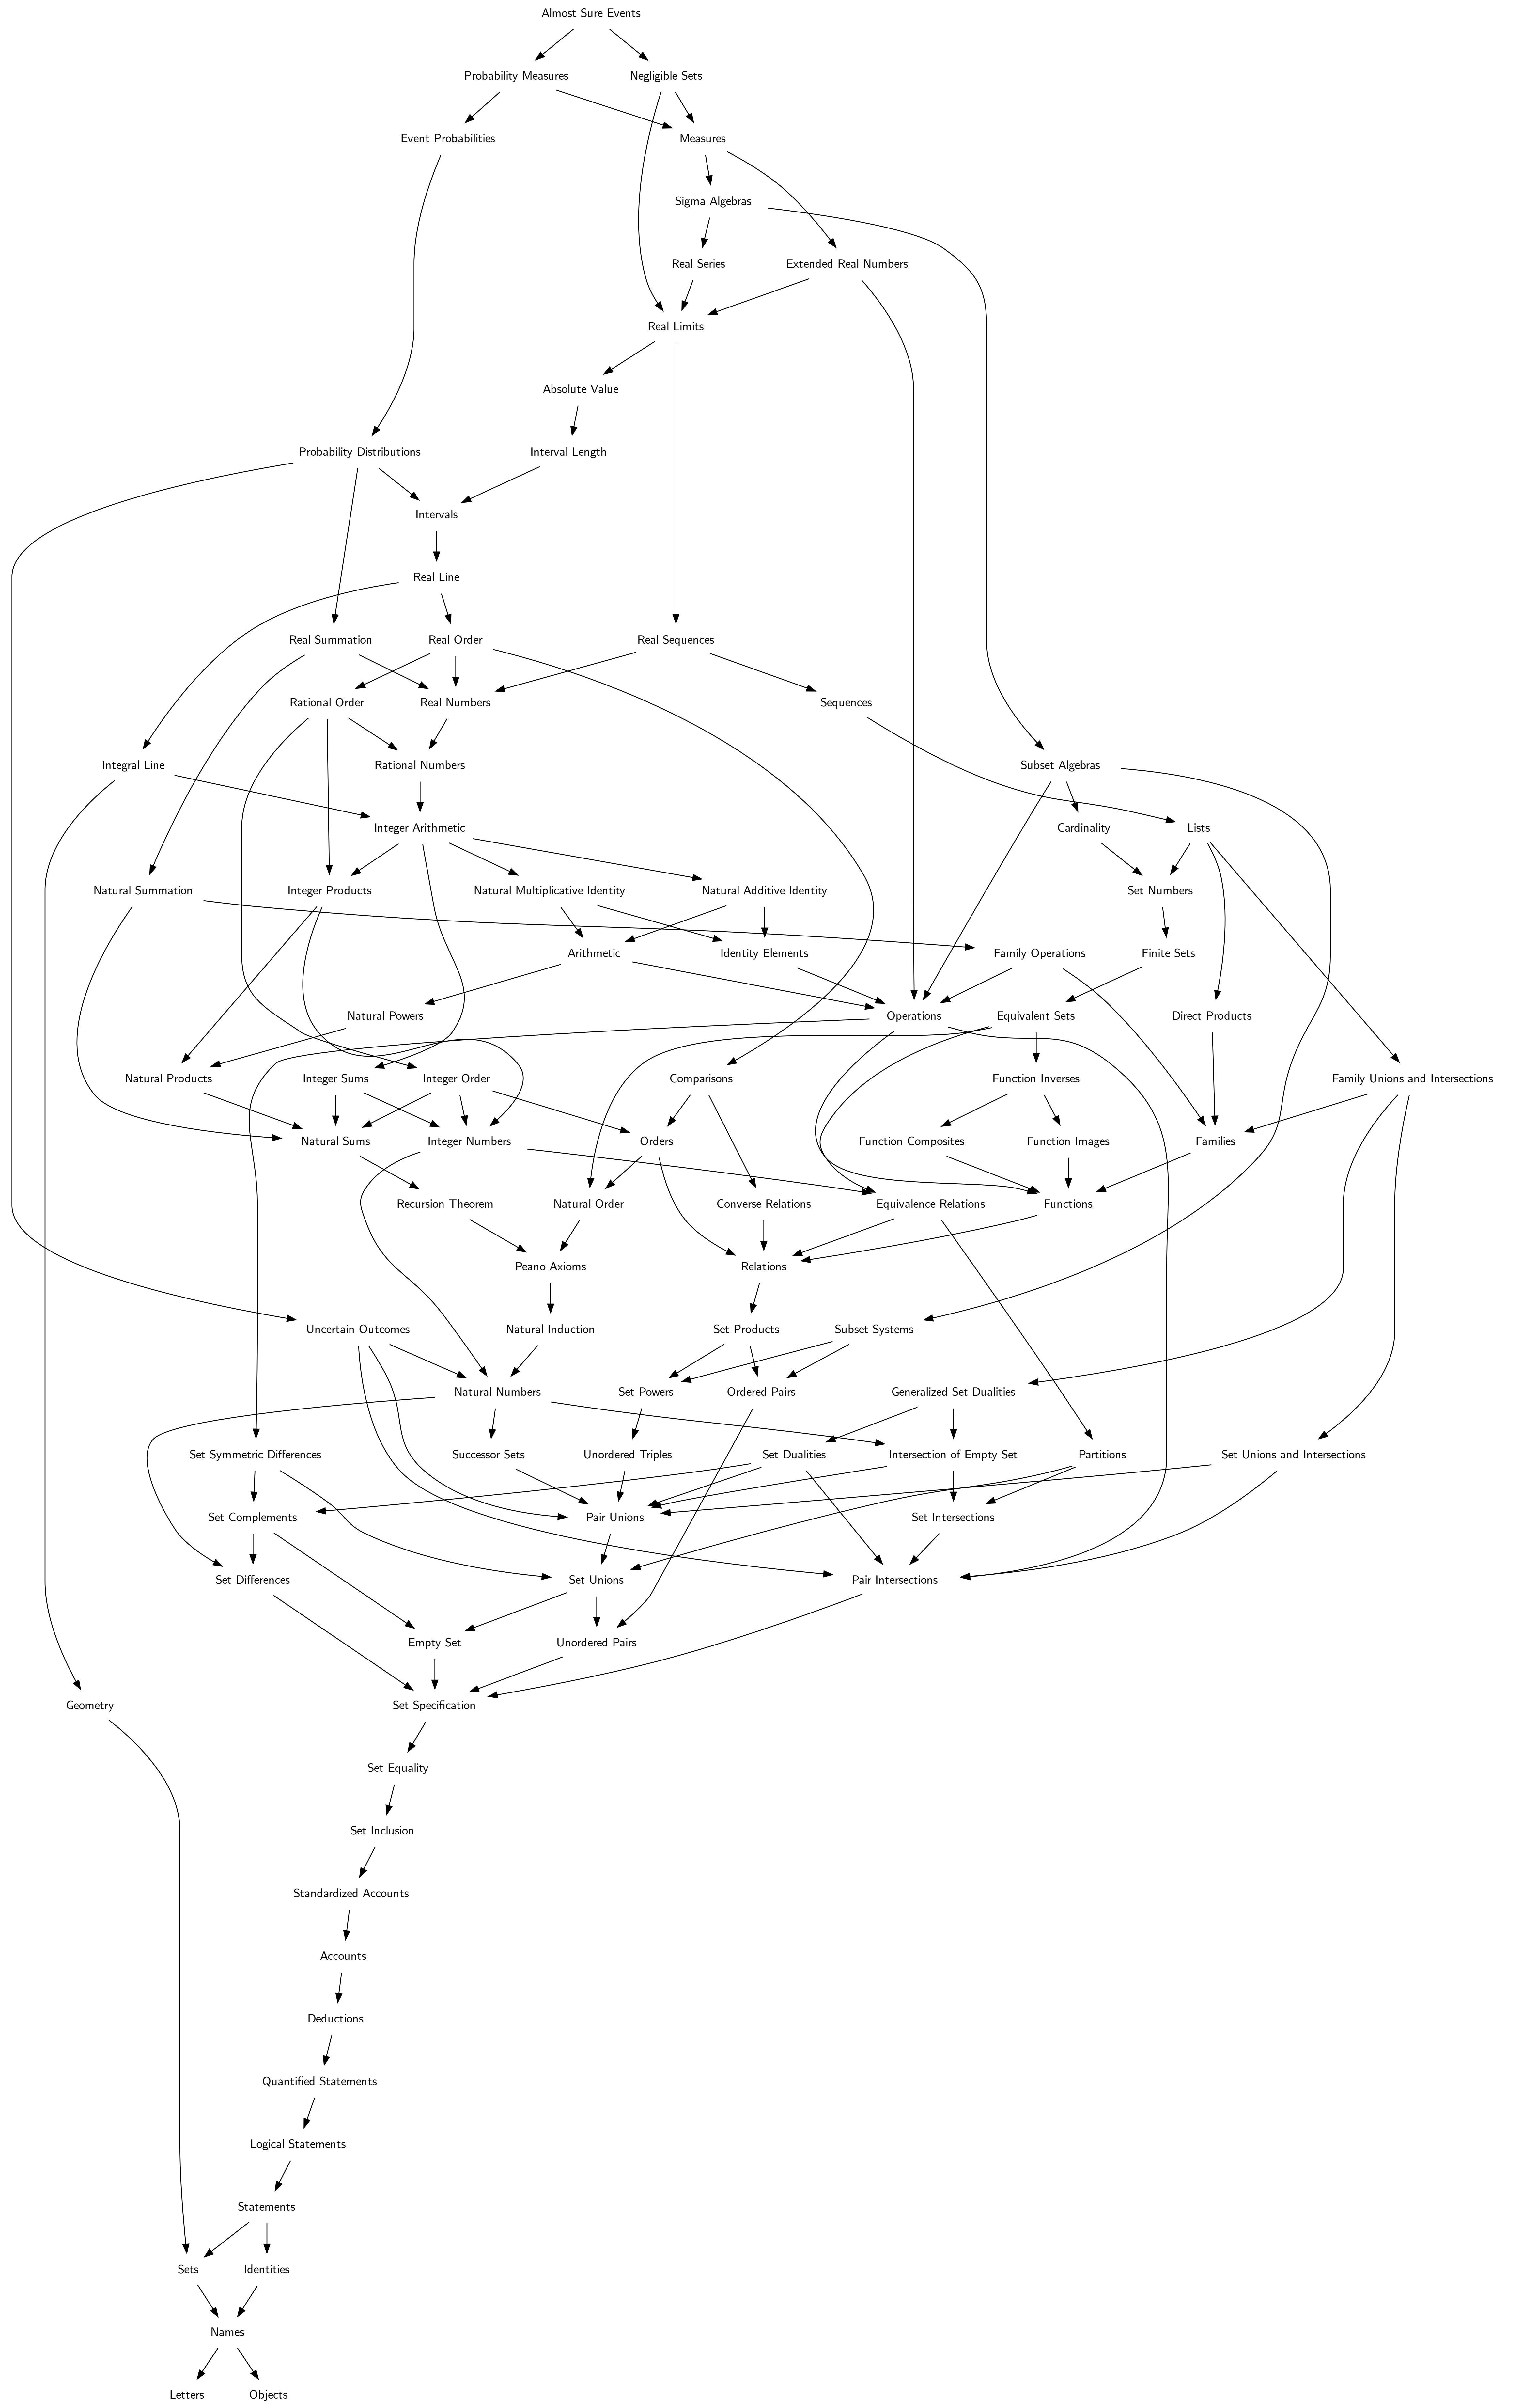 Almost Sure Events
Probability Measures
Negligible Sets
Event Probabilities
Measures
Sigma Algebras
Real Series
Extended Real Numbers
Real Limits
Absolute Value
Probability Distributions
Interval Length
Intervals
Real Line
Real Summation
Real Order
Real Sequences
Rational Order
Real Numbers
Sequences
Integral Line
Rational Numbers
Subset Algebras
Integer Arithmetic
Cardinality
Lists
Natural Summation
Integer Products
Natural Multiplicative Identity
Natural Additive Identity
Set Numbers
Arithmetic
Identity Elements
Family Operations
Finite Sets
Natural Powers
Operations
Equivalent Sets
Direct Products
Natural Products
Integer Sums
Integer Order
Comparisons
Function Inverses
Family Unions and Intersections
Natural Sums
Integer Numbers
Orders
Function Composites
Function Images
Families
Recursion Theorem
Natural Order
Converse Relations
Equivalence Relations
Functions
Peano Axioms
Relations
Uncertain Outcomes
Natural Induction
Set Products
Subset Systems
Natural Numbers
Set Powers
Ordered Pairs
Generalized Set Dualities
Set Symmetric Differences
Successor Sets
Unordered Triples
Set Dualities
Intersection of Empty Set
Partitions
Set Unions and Intersections
Set Complements
Pair Unions
Set Intersections
Set Differences
Set Unions
Pair Intersections
Empty Set
Unordered Pairs
Geometry
Set Specification
Set Equality
Set Inclusion
Standardized Accounts
Accounts
Deductions
Quantified Statements
Logical Statements
Statements
Sets
Identities
Names
Letters
Objects